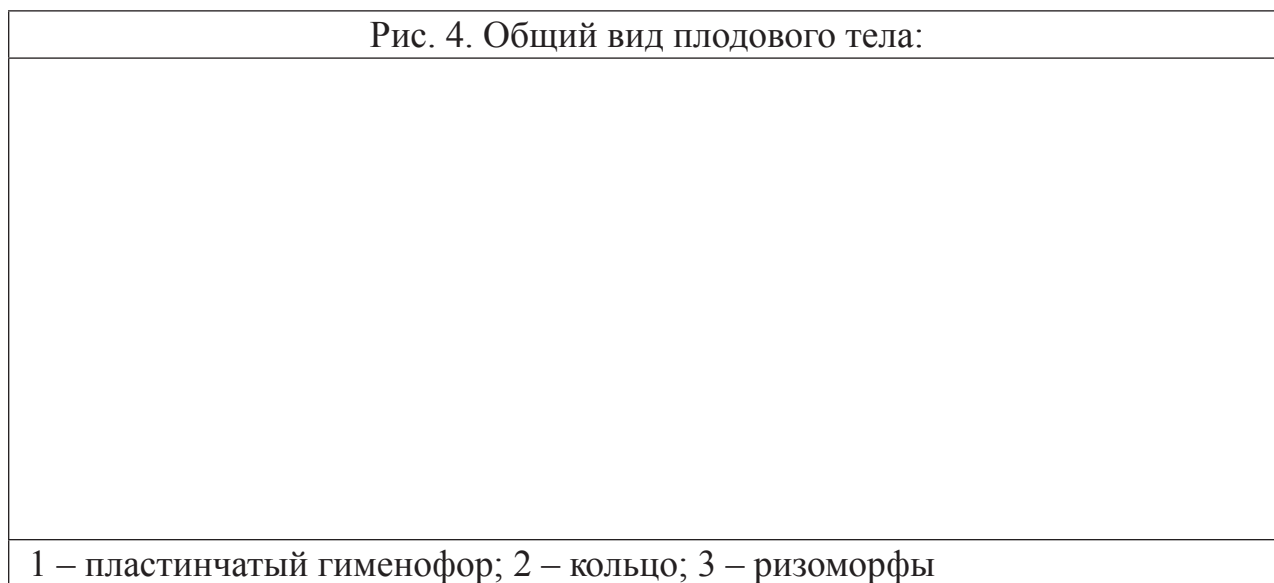 Рис. 4. Общий вид плодового тела:
1 – пластинчатый гименофор; 2 – кольцо; 3 – ризоморфы